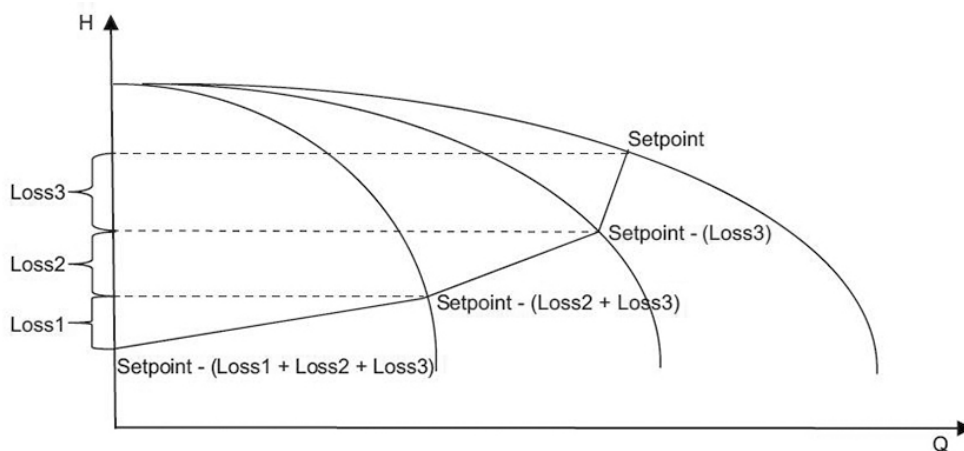 H
Setpoint
Loss3
Setpoint - (Loss3)
Loss2
Setpoint - (Loss2 + Loss3)
Loss1
Setpoint - (Loss1 + Loss2 + Loss3)
Q